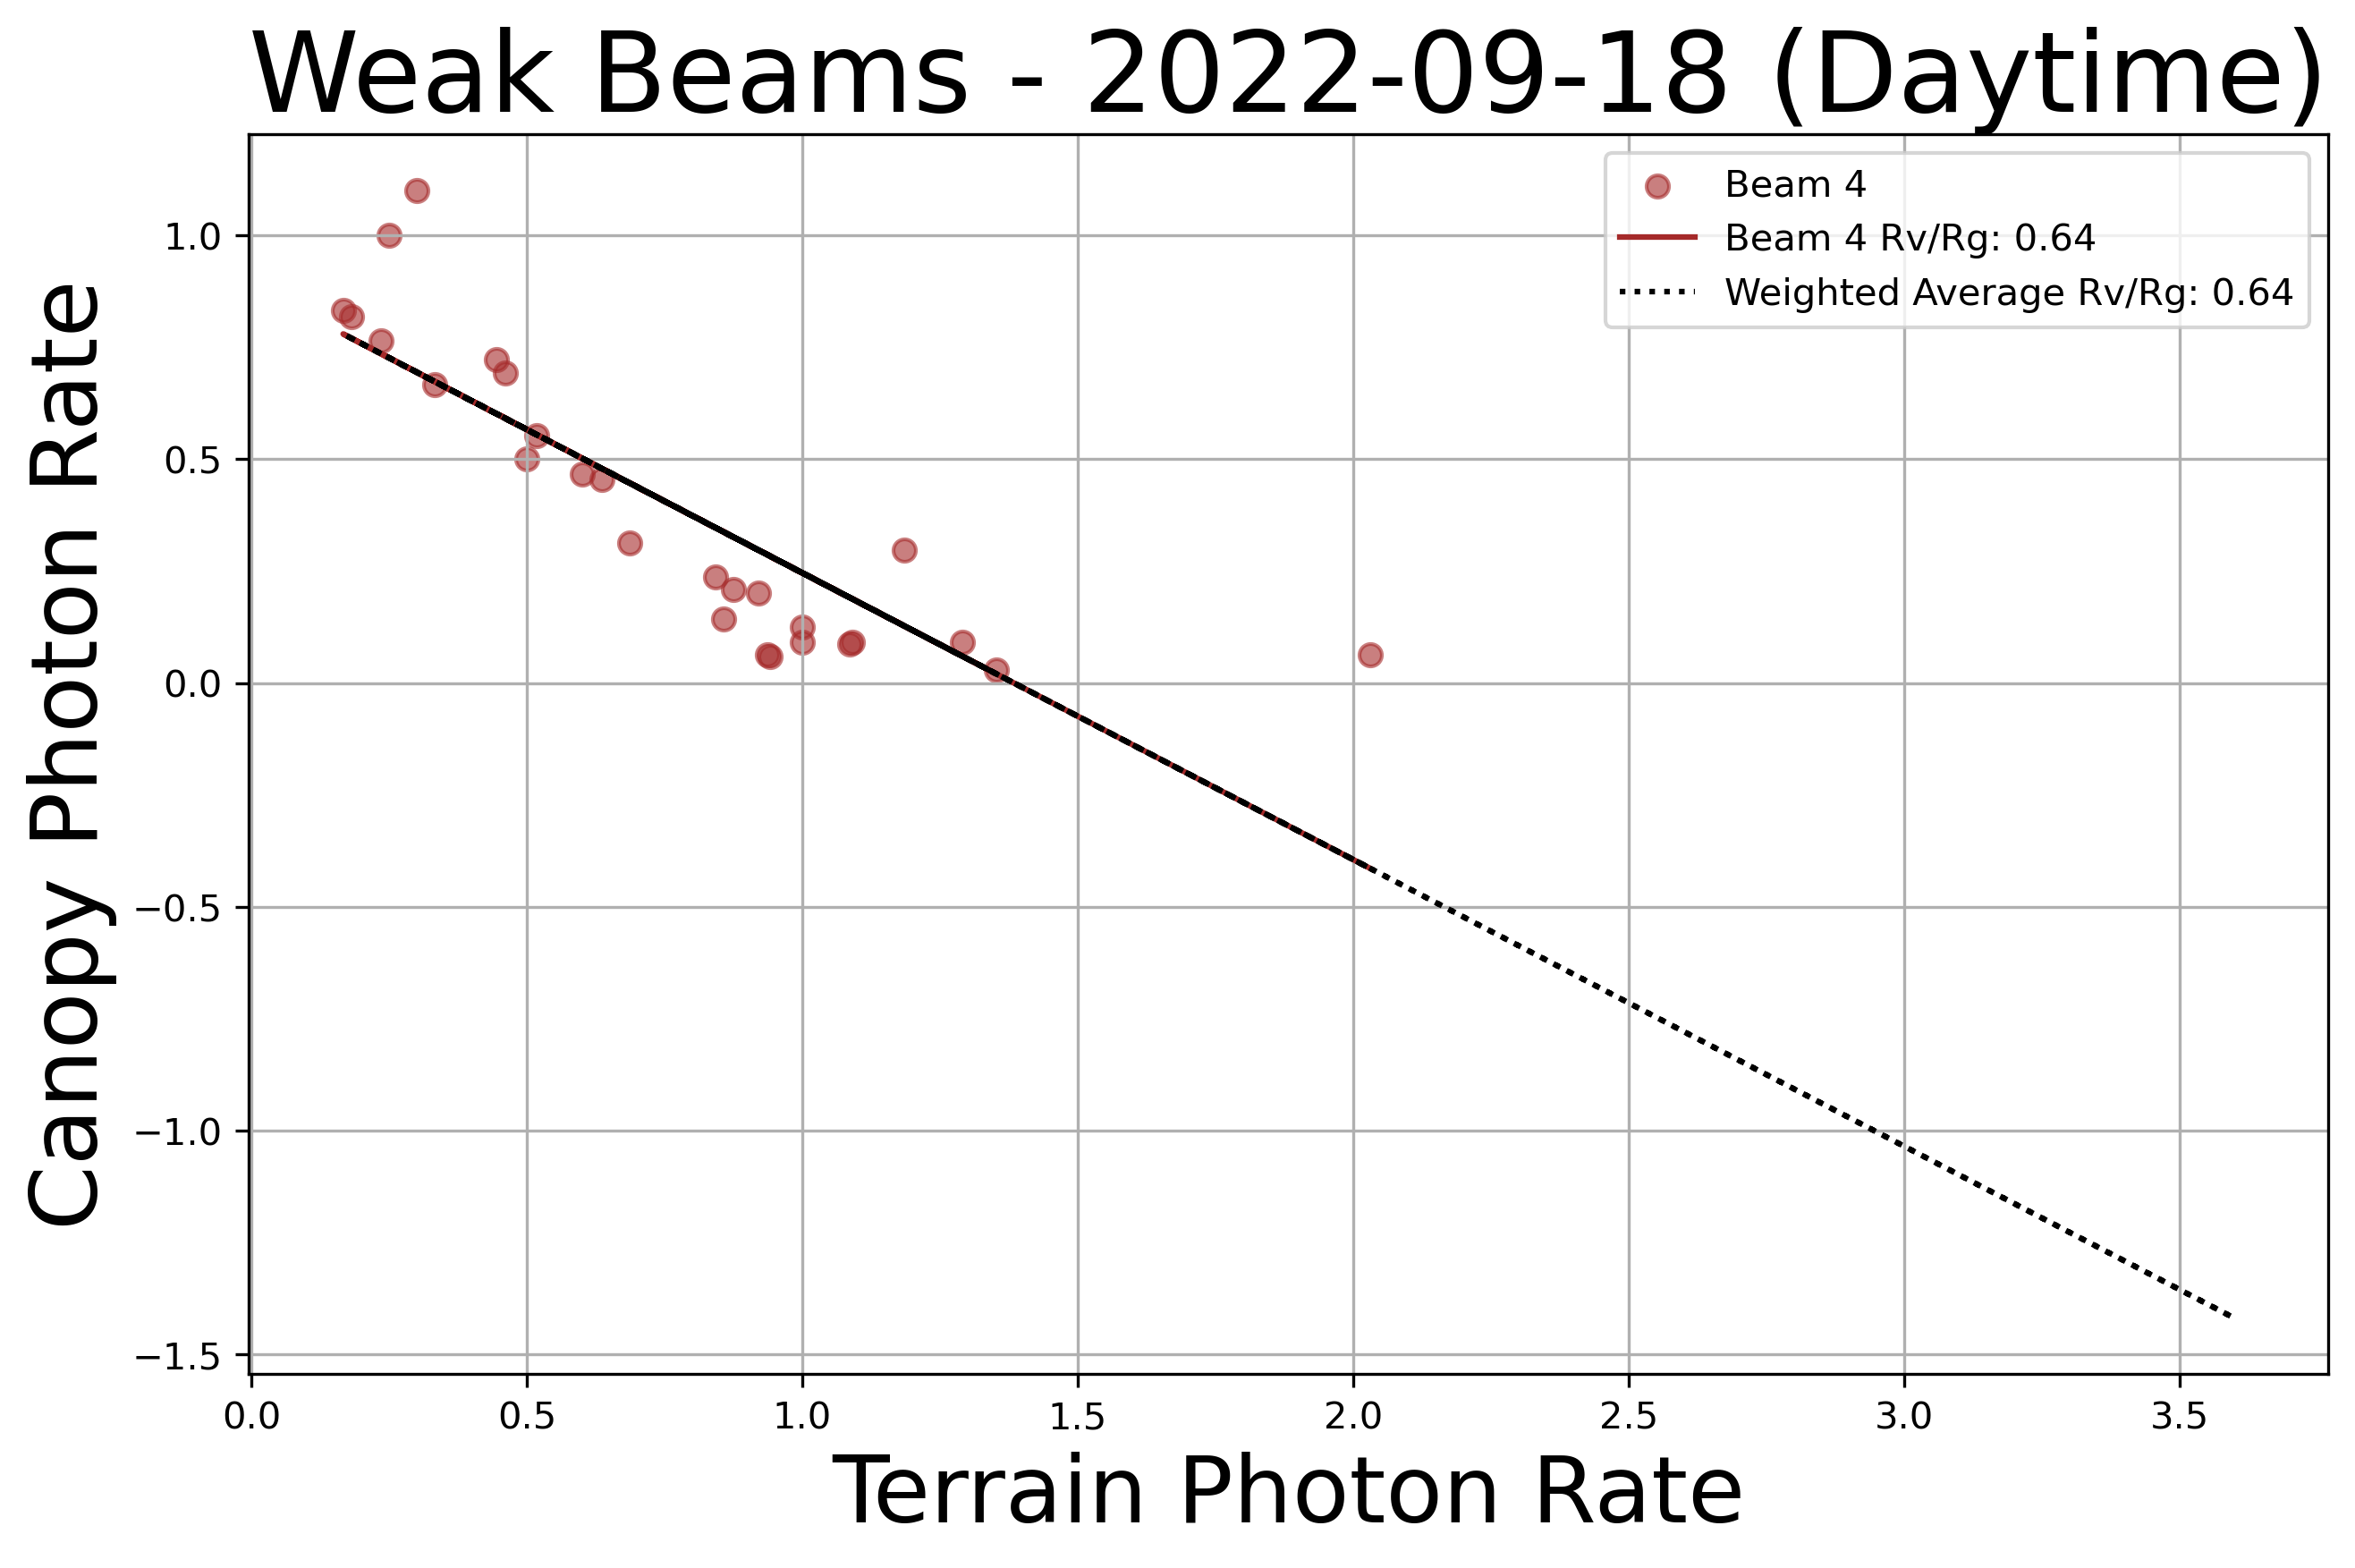 Weak Beams - 2022-09-18 (Daytime)
Beam 4
Beam 4 Rv/Rg: 0.64
Weighted Average Rv/Rg: 0.64
Canopy Photon Rate
1.0
0.5
0.0
−0.5
−1.0
−1.5
0.0 0.5 1.0 1.5 2.0 2.5 3.0 3.5
Terrain Photon Rate